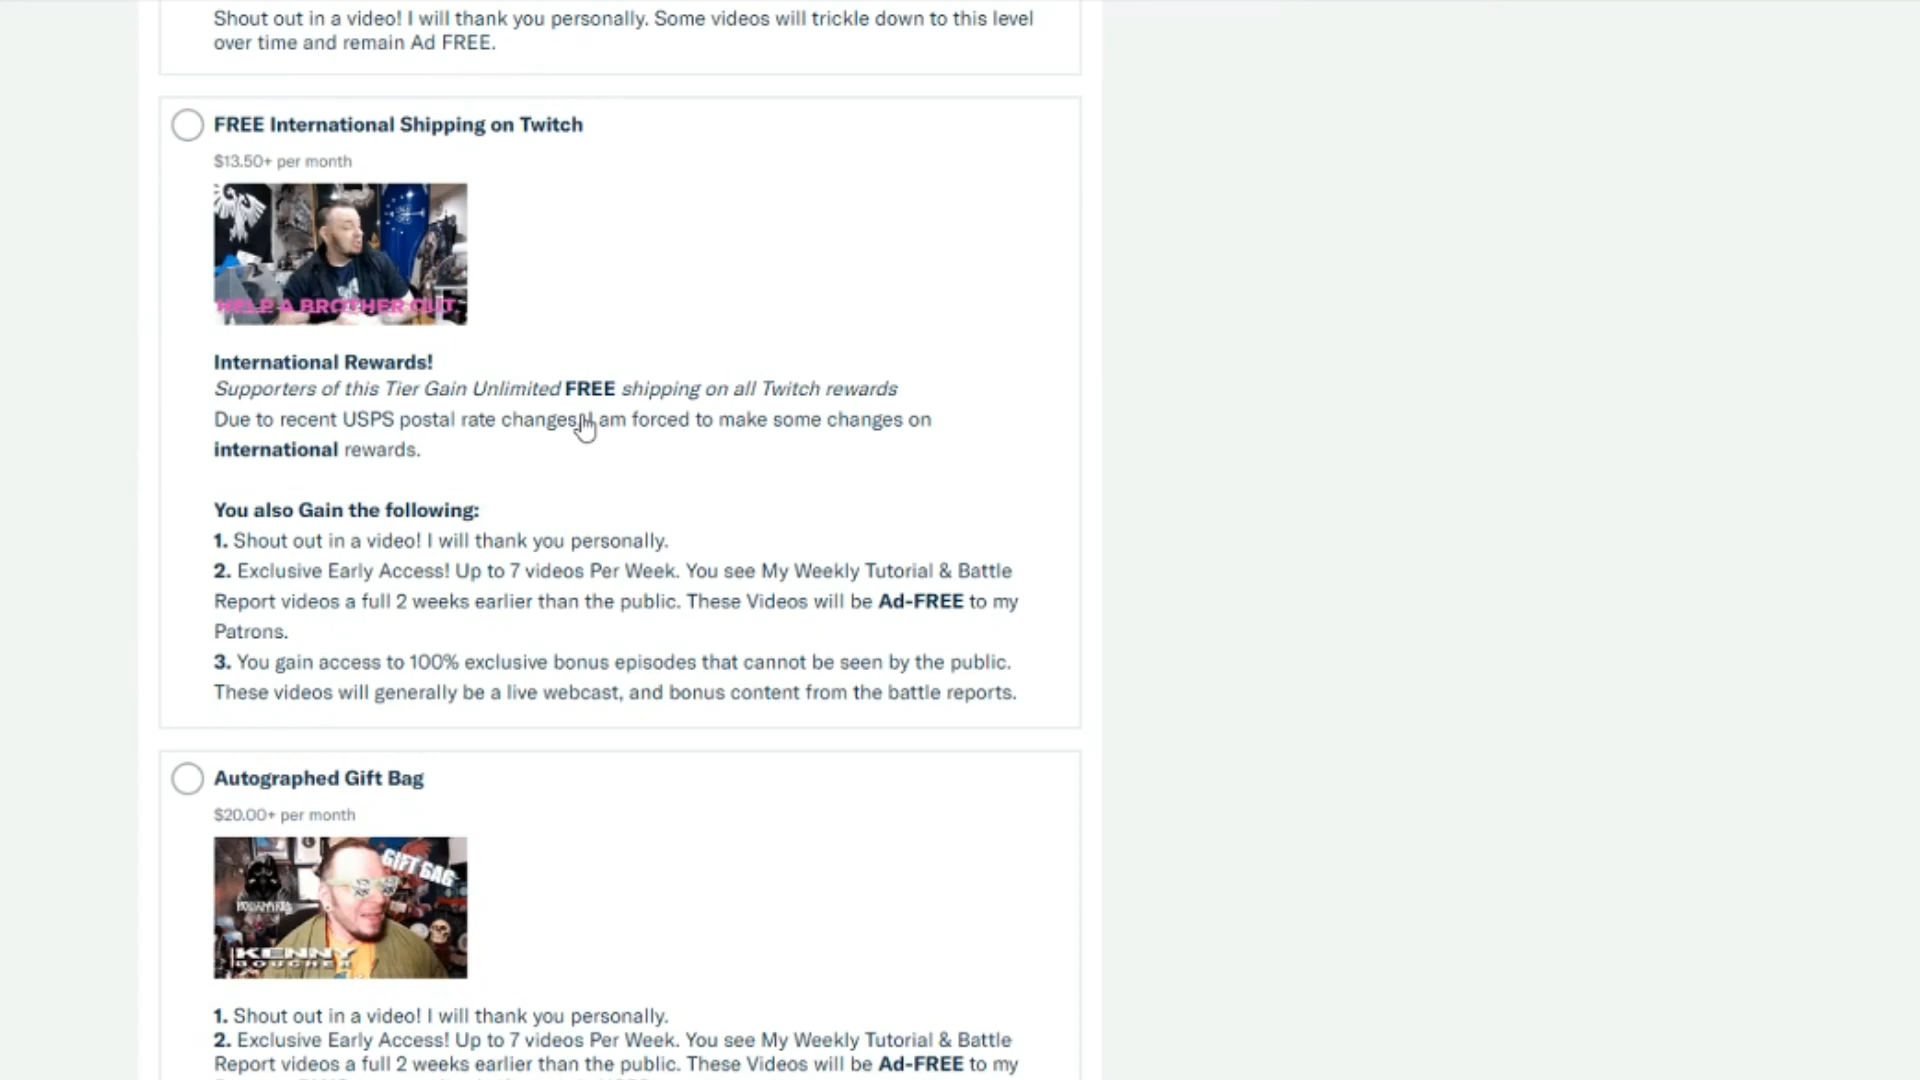 Shout out in a video! I will thank you personally. Some videos will trickle down to this level
over time and remain Ad FREE.
FREE International Shipping on Twitch
$13.50+ per month
HELP A BROTHER OUT
International Rewards!
Supporters of this Tier Gain Unlimited FREE shipping on all Twitch rewards
Due to recent USPS postal rate changes I am forced to make some changes on
international rewards.
You also Gain the following:
1. Shout out in a video! I will thank you personally.
2. Exclusive Early Access! Up to 7 videos Per Week. You see My Weekly Tutorial & Battle
Report videos a full 2 weeks earlier than the public. These Videos will be Ad-FREE to my
Patrons.
3. You gain access to 100% exclusive bonus episodes that cannot be seen by the public.
These videos will generally be a live webcast, and bonus content from the battle reports.
Autographed Gift Bag
$20.00+ per month
GIFT BAG
KENNY
BOUCHER
1. Shout out in a video! I will thank you personally.
2. Exclusive Early Access! Up to 7 videos Per Week. You see My Weekly Tutorial & Battle
Report videos a full 2 weeks earlier than the public. These Videos will be Ad-FREE to my